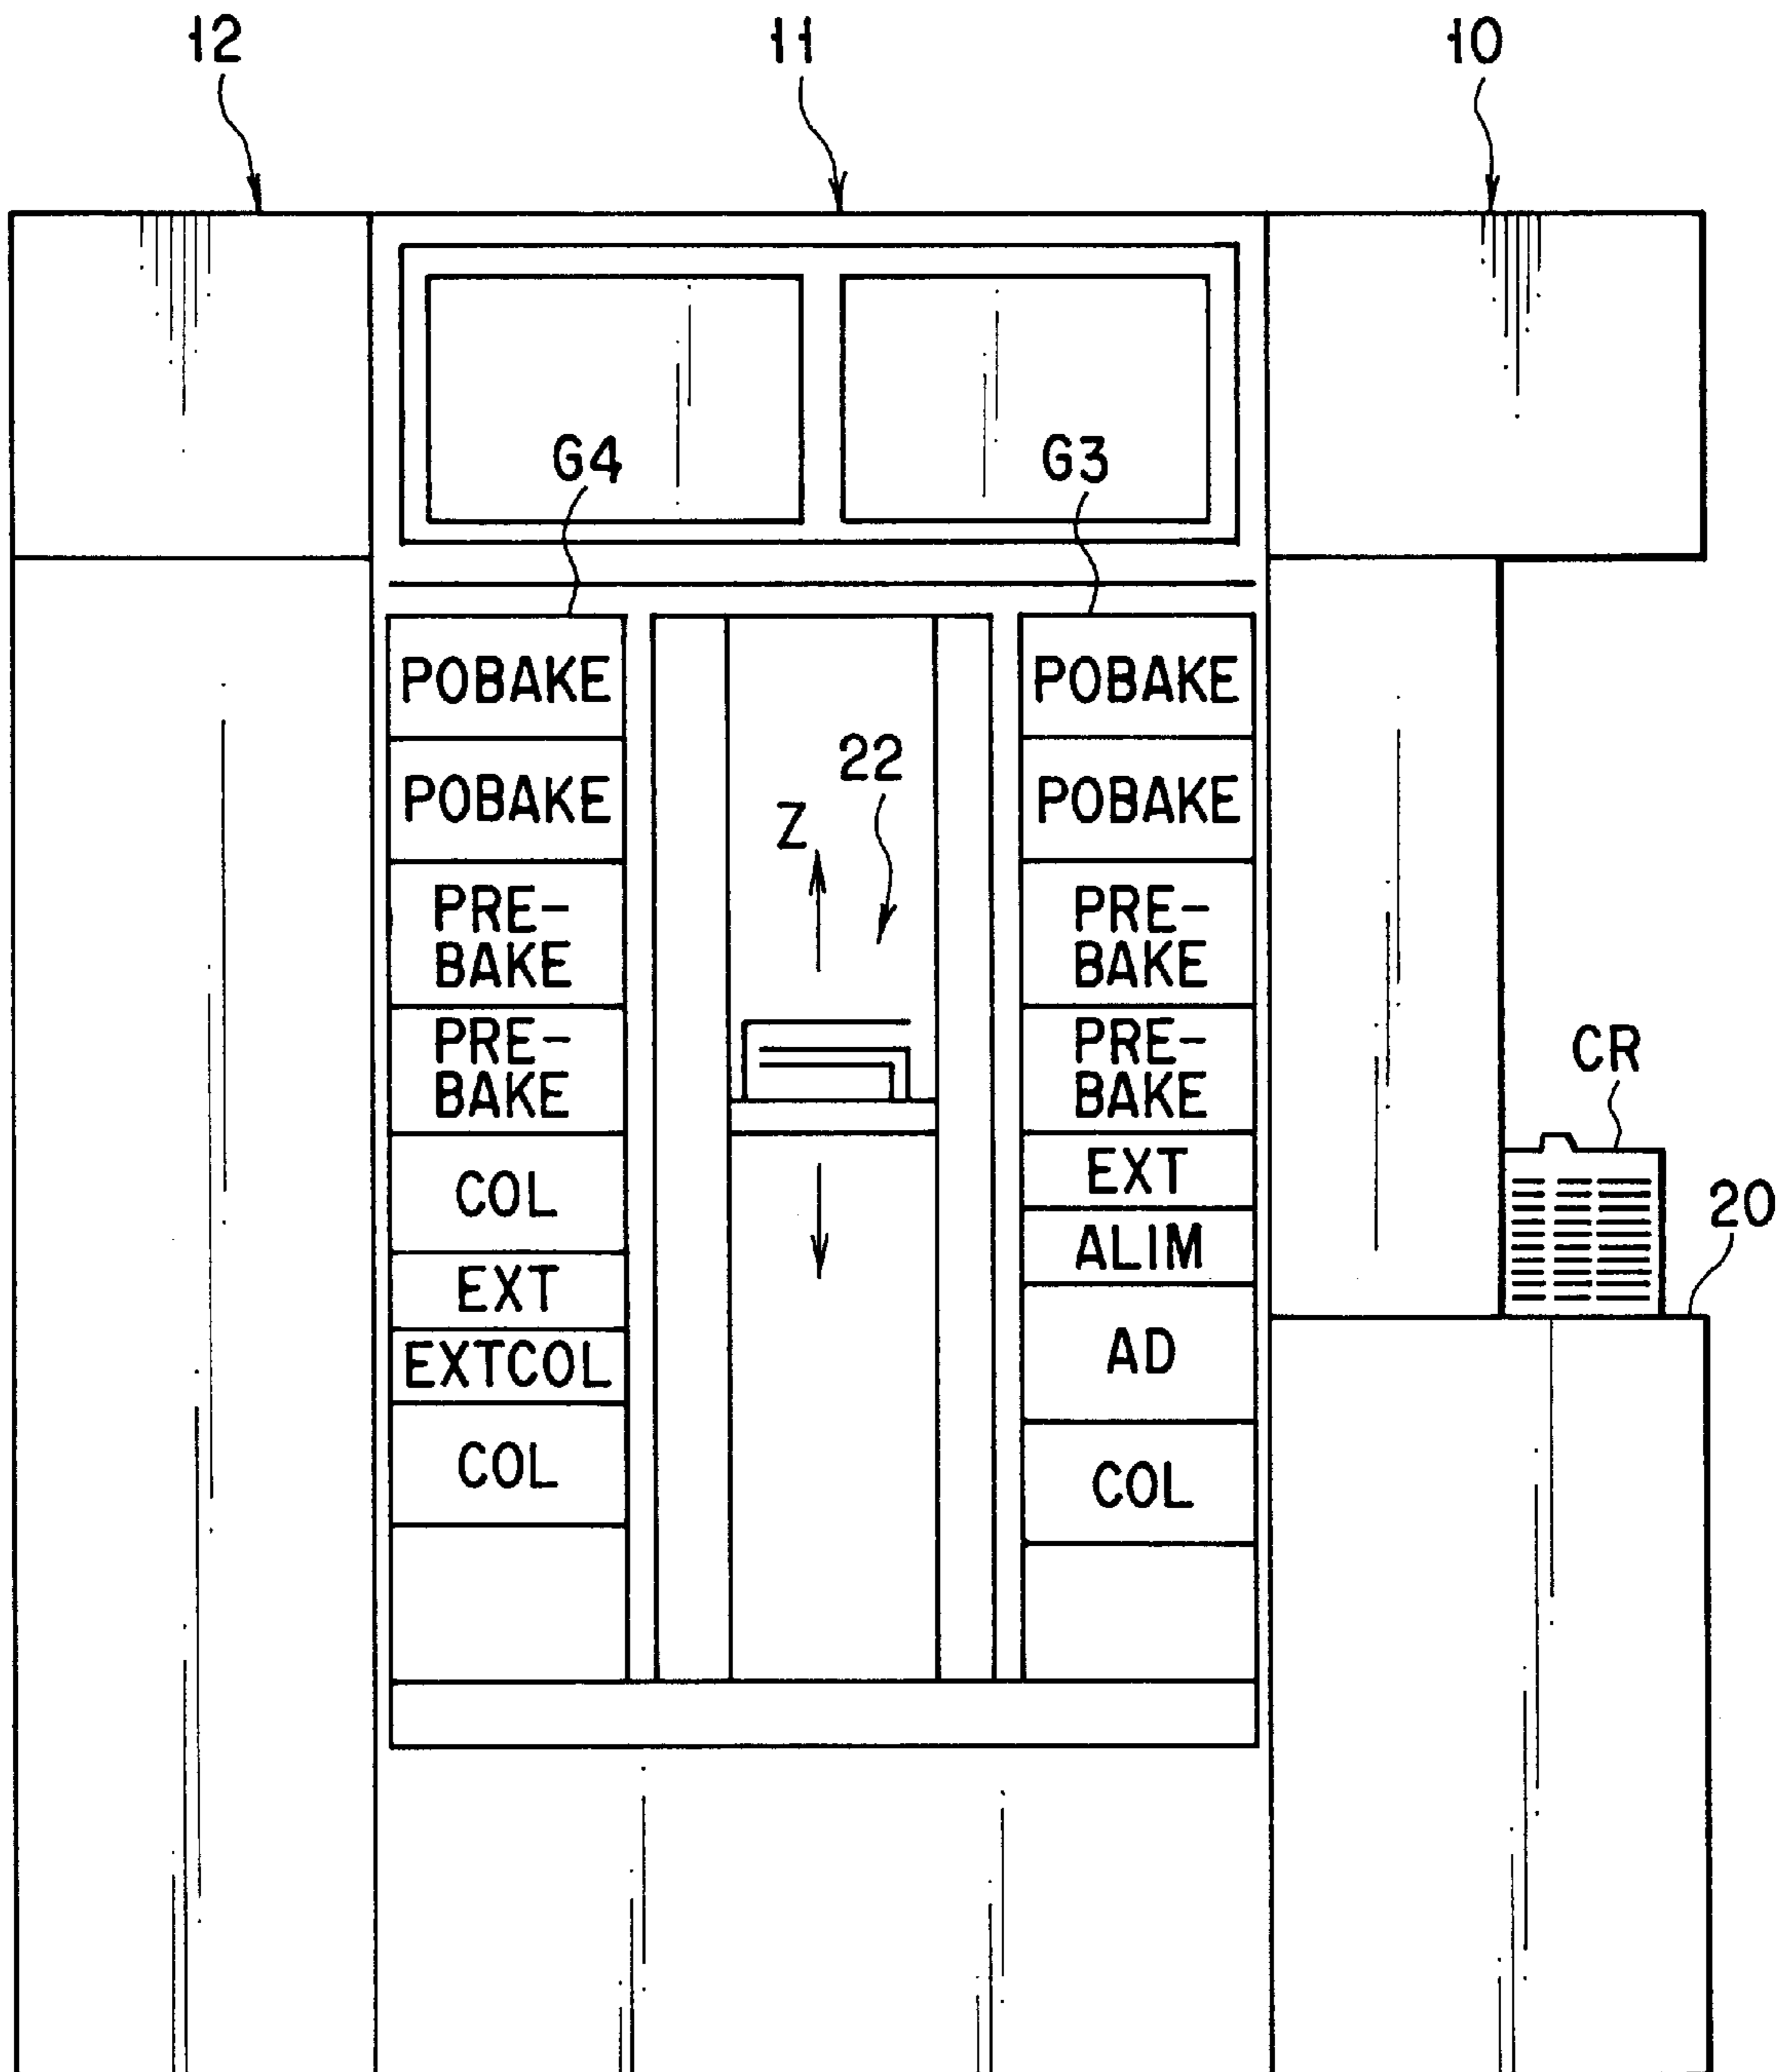 12
11
10
G4
G3
POBAKE
POBAKE
PRE-
BAKE
PRE-
BAKE
COL
EXT
EXTCOL
COL
Z
22
POBAKE
POBAKE
PRE-
BAKE
PRE-
BAKE
EXT
ALIM
AD
COL
CR
20